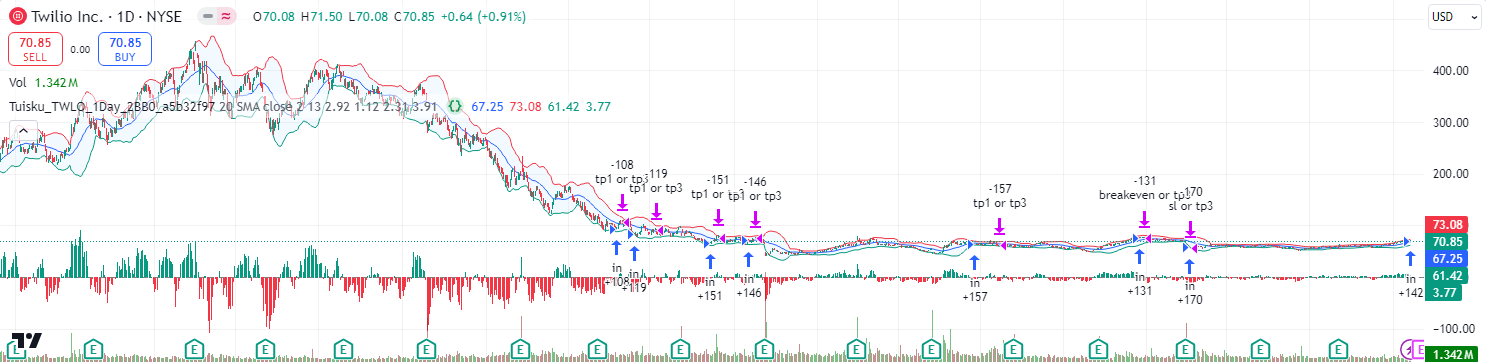 Twilio Inc. · 1D · NYSE O70.08 H71.50 L70.08 C70.85 +0.64 (+0.91%)
USD
70.85 0.00 70.85
SELL BUY
Vol 1.342 M
Tuisku_TWLO_1Day_2BB0_a5b32f97 20 SMA close 2 13 2.92 1.12 2.31 3.91 67.25 73.08 61.42 3.77
400.00
300.00
200.00
-108
tp1 or tp3
-119
tp1 or tp3
-151
tp1 or tp3
-146
tp1 or tp3
-157
tp1 or tp3
-131
breakeven or tp3
-170
sl or tp3
73.08
70.85
67.25
61.42
3.77
in
+108
in
+119
in
+151
in
+146
in
+157
in
+131
in
+170
in
+142
−100.00
L E E E E E E E E E E E E E E E E E E
1.342 M